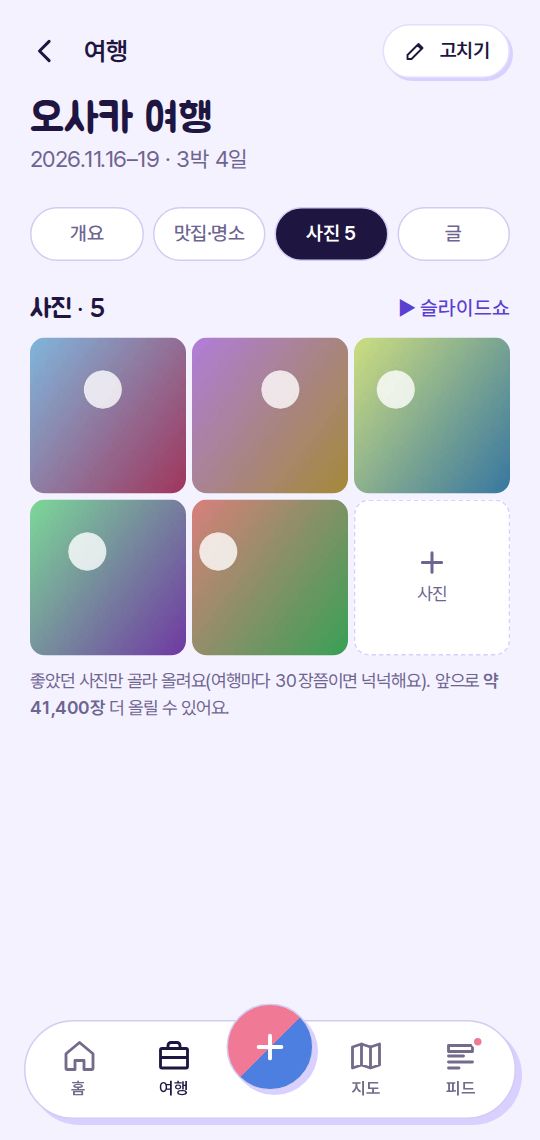 여행
고치기
오사카 여행
2026.11.16–19 · 3박 4일
개요
맛집·명소
사진 5
글
사진 · 5
▶ 슬라이드쇼
사진
좋았던 사진만 골라 올려요(여행마다 30장쯤이면 넉넉해요). 앞으로 약
41,400장 더 올릴 수 있어요.
홈
여행
지도
피드